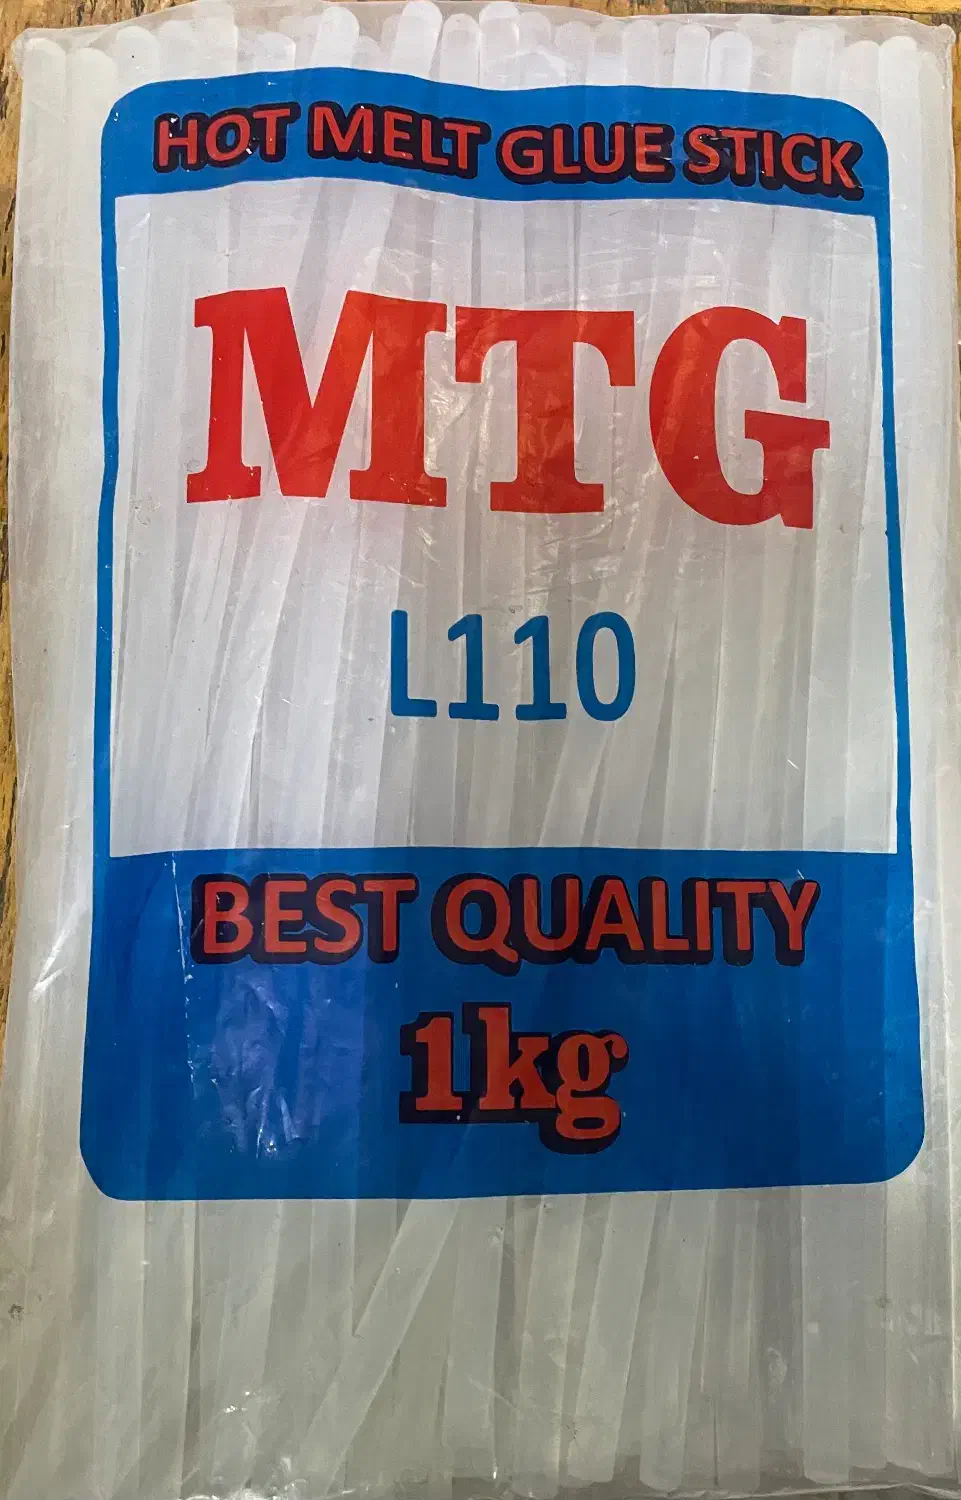 HOT MELT GLUE STICK
MTG
L110
BEST QUALITY
1kg